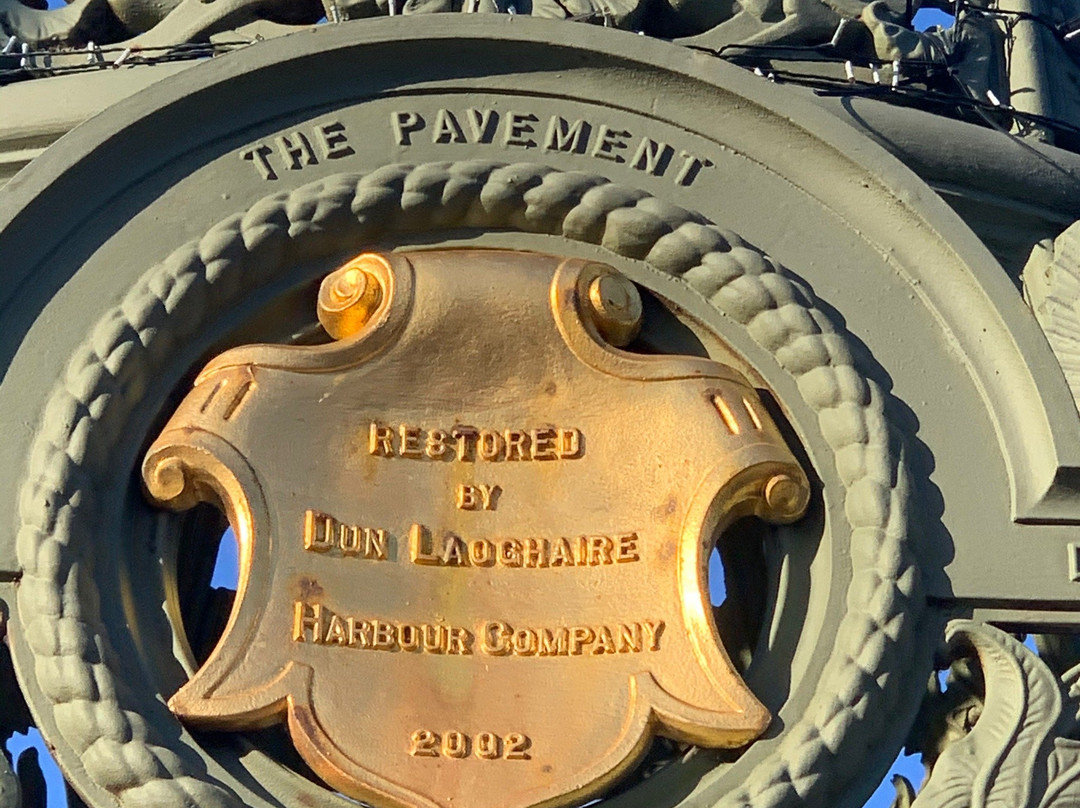 THE PAVEMENT
RESTORED
BY
DUN LAOGHAIRE
HARBOUR COMPANY
2002